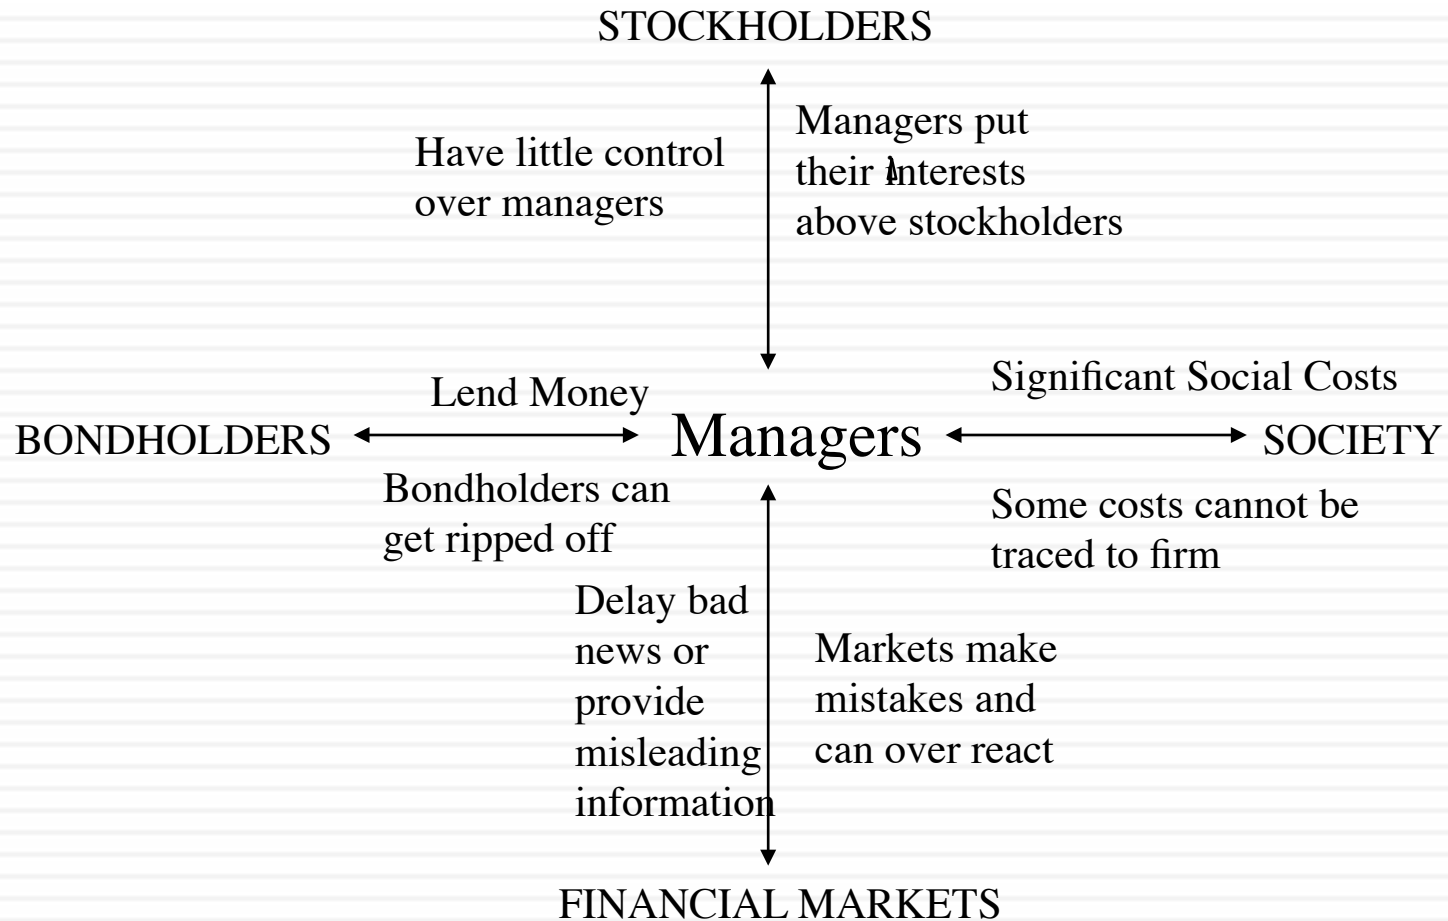 STOCKHOLDERS
Have little control
over managers
Managers put
their interests
above stockholders
Lend Money
BONDHOLDERS
Bondholders can
get ripped off
Managers
Significant Social Costs
SOCIETY
Some costs cannot be
traced to firm
Delay bad
news or
provide
misleading
information
Markets make
mistakes and
can over react
FINANCIAL MARKETS